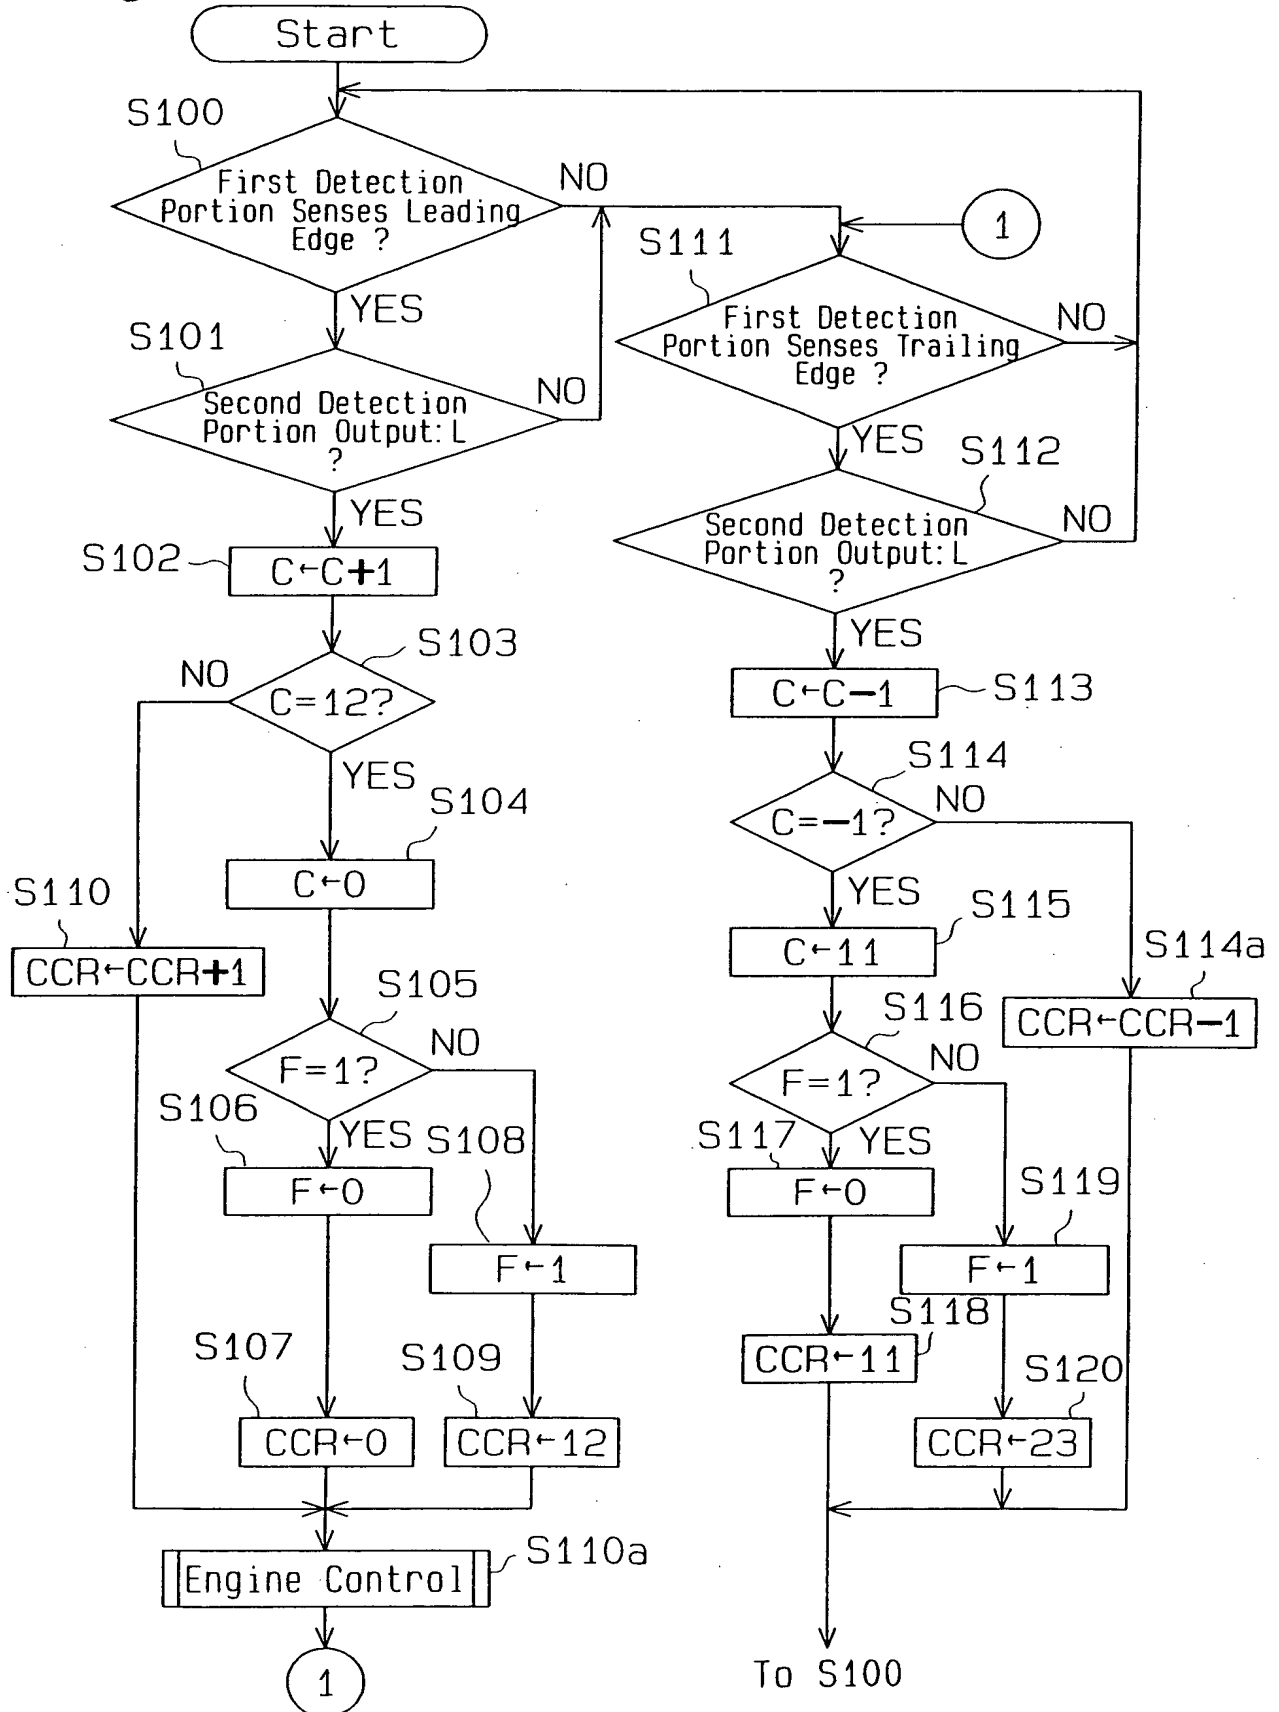 Start
S100
First Detection
Portion Senses Leading
Edge ?
NO
YES
S101
Second Detection
Portion Output:L
?
NO
YES
S102
C←C+1
S103
C=12?
NO
YES
S104
C←0
S110
CCR←CCR+1
S105
F=1?
NO
YES
S106
F←0
S108
F←1
S107
CCR←0
S109
CCR←12
S110a
Engine Control
1
1
S111
First Detection
Portion Senses Trailing
Edge ?
NO
YES
S112
Second Detection
Portion Output:L
?
NO
YES
S113
C←C−1
S114
C=−1?
NO
YES
S115
C←11
S114a
CCR←CCR−1
S116
F=1?
NO
YES
S117
F←0
S119
F←1
S118
CCR←11
S120
CCR←23
To S100